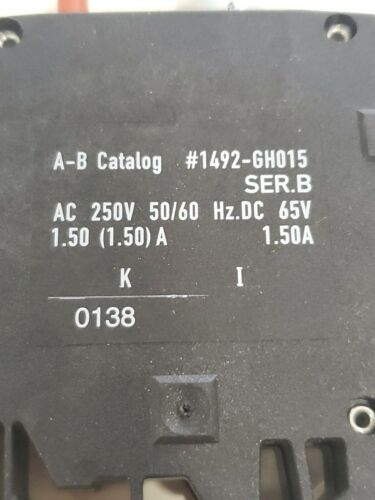 A-B Catalog #1492-GH015
SER.B
AC 250V 50/60 Hz.DC 65V
1.50 (1.50) A 1.50A
K I
0138